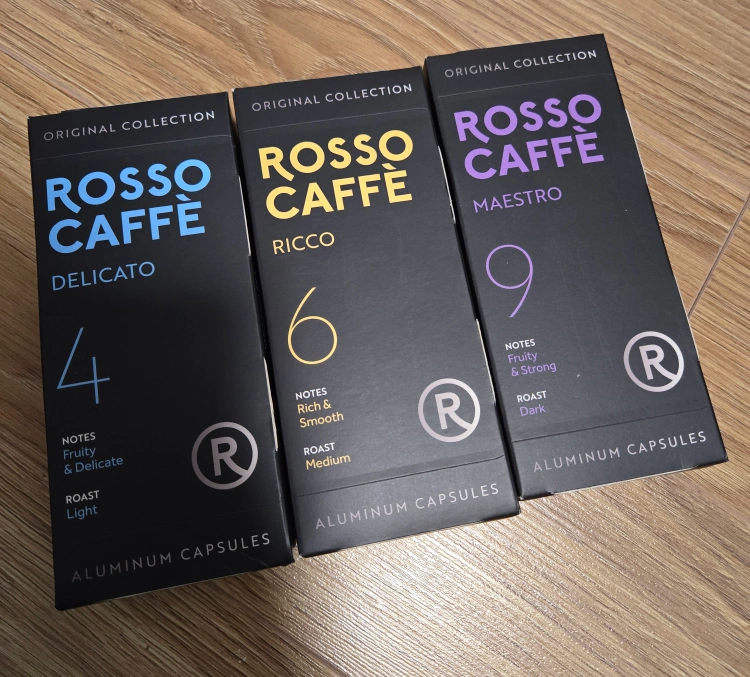 ORIGINAL COLLECTION
ROSSO
CAFFÈ
DELICATO
4
NOTES
Fruity
& Delicate
ROAST
Light
R
ALUMINUM CAPSULES
ORIGINAL COLLECTION
ROSSO
CAFFÈ
RICCO
6
NOTES
Rich &
Smooth
ROAST
Medium
R
ALUMINUM CAPSULES
ORIGINAL COLLECTION
ROSSO
CAFFÈ
MAESTRO
9
NOTES
Fruity
& Strong
ROAST
Dark
R
ALUMINUM CAPSULES